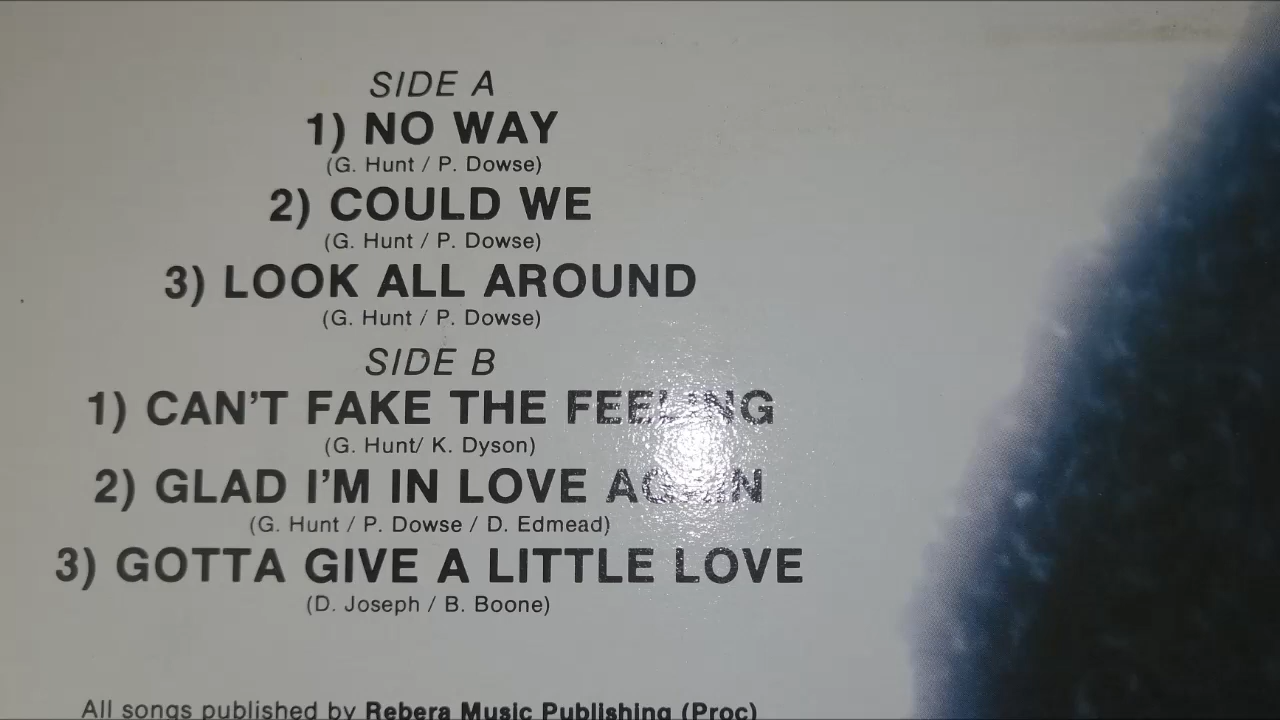 SIDE A
1) NO WAY
(G. Hunt / P. Dowse)
2) COULD WE
(G. Hunt / P. Dowse)
3) LOOK ALL AROUND
(G. Hunt / P. Dowse)
SIDE B
1) CAN'T FAKE THE FEELING
(G. Hunt/ K. Dyson)
2) GLAD I'M IN LOVE AGAIN
(G. Hunt / P. Dowse / D. Edmead)
3) GOTTA GIVE A LITTLE LOVE
(D. Joseph / B. Boone)
All songs published by Rebera Music Publishing (Proc)